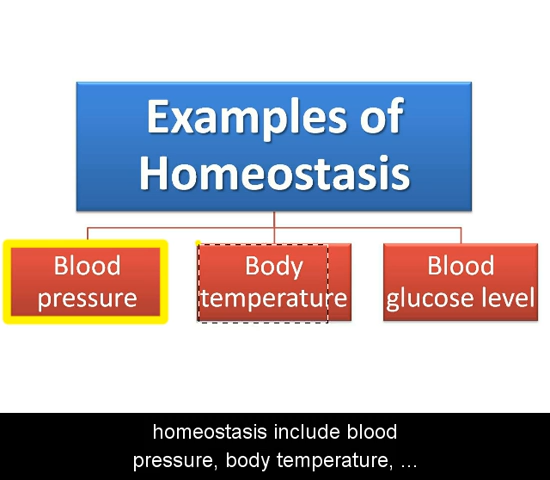 Examples of
Homeostasis
Blood
pressure
Body
temperature
Blood
glucose level
homeostasis include blood
pressure, body temperature, ...